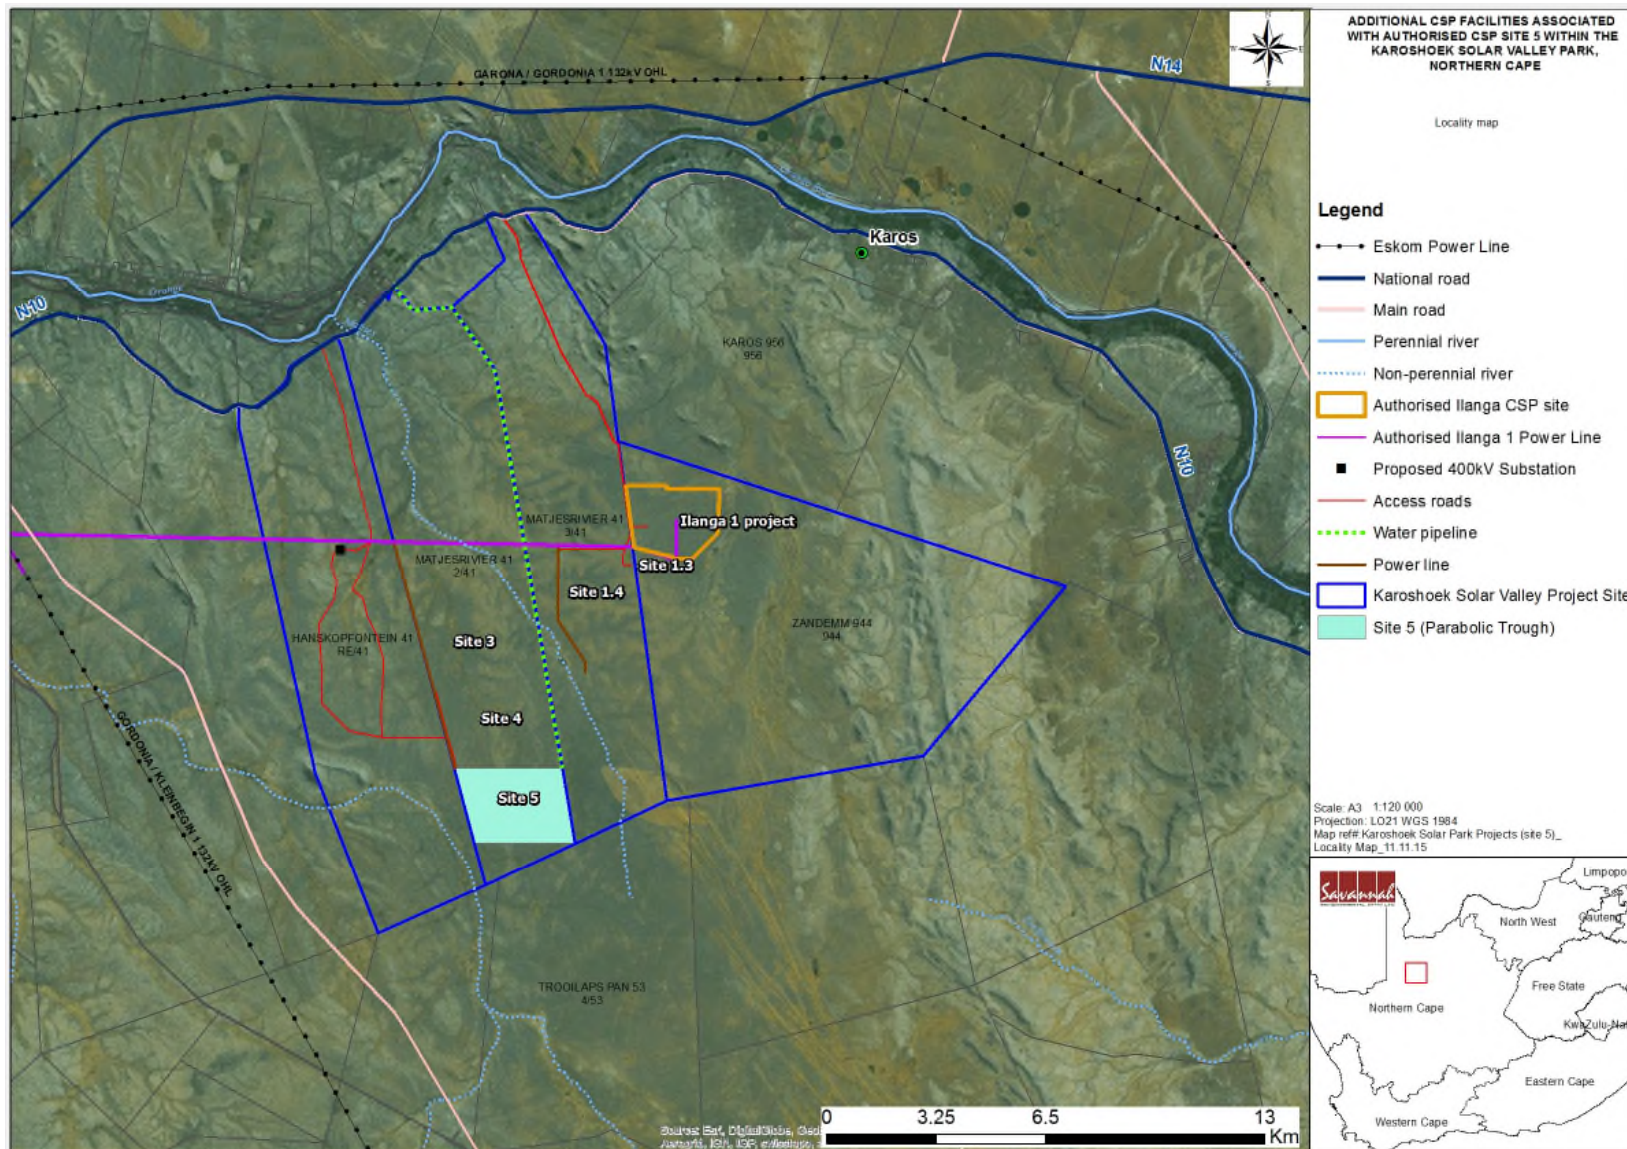 ADDITIONAL CSP FACILITIES ASSOCIATED
WITH AUTHORISED CSP SITE 5 WITHIN THE
KAROSHOEK SOLAR VALLEY PARK,
NORTHERN CAPE
Locality map
N
W
E
S
GARONA / GORDONIA 1 132kV OHL
N14
Karos
N10
Orange
KAROS 956
956
N10
MATJESRIVIER 41
3/41
Ilanga 1 project
MATJESRIVIER 41
2/41
Site 1.3
Site 1.4
HANSKOPFONTEIN 41
RE/41
Site 3
ZANDEMM 944
944
Site 4
GORDONIA / KLEINBEGIN 1 132kV OHL
Site 5
TROOILAPS PAN 53
4/53
0 3.25 6.5 13
Km
Source: Esri, DigitalGlobe,
Legend
Eskom Power Line
National road
Main road
Perennial river
Non-perennial river
Authorised Ilanga CSP site
Authorised Ilanga 1 Power Line
Proposed 400kV Substation
Access roads
Water pipeline
Power line
Karoshoek Solar Valley Project Site
Site 5 (Parabolic Trough)
Scale: A3 1:120 000
Projection: LO21 WGS 1984
Map ref#:Karoshoek Solar Park Projects (site 5)_
Locality Map_11.11.15
Savannah
Limpopo
North West
Gauteng
Free State
Northern Cape
KwaZulu-Na
Eastern Cape
Western Cape